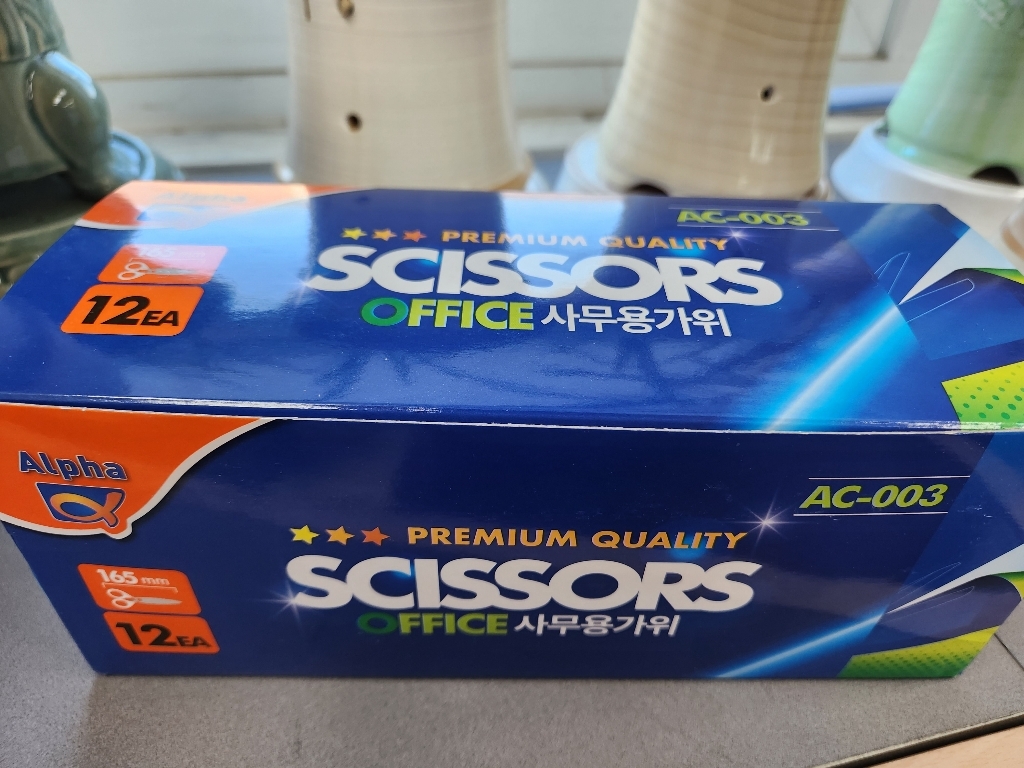 Alpha
AC-003
PREMIUM QUALITY
SCISSORS
12EA
OFFICE 사무용가위
Alpha
AC-003
PREMIUM QUALITY
SCISSORS
165 mm
OFFICE 사무용가위
12EA